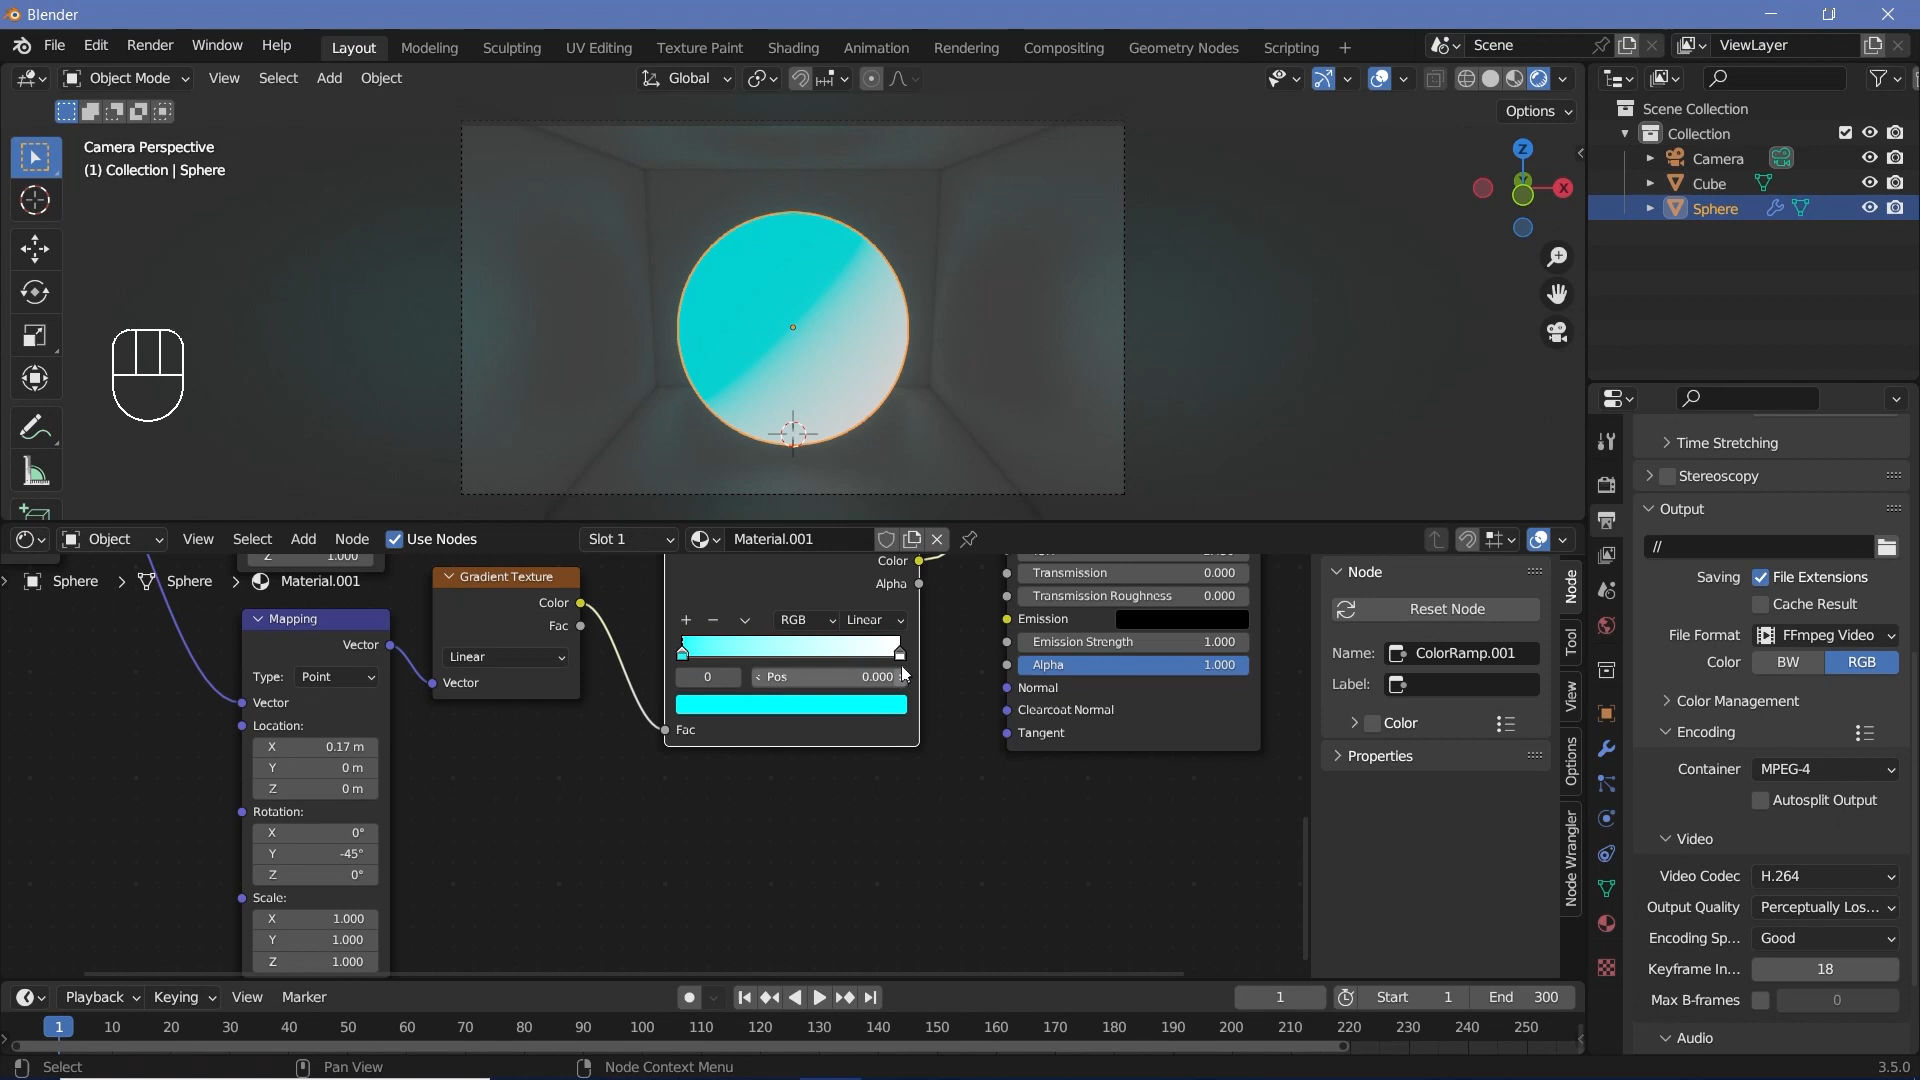 Blender
File Edit Render Window Help Layout Modeling Sculpting UV Editing Texture Paint Shading Animation Rendering Compositing Geometry Nodes Scripting + Scene ViewLayer
Object Mode View Select Add Object Global
Options
Camera Perspective
(1) Collection | Sphere
Z
X
Scene Collection
Collection
Camera
Cube
Sphere
Time Stretching
Stereoscopy
Output
//
Saving File Extensions
Cache Result
File Format FFmpeg Video
Color BW RGB
Color Management
Encoding
Container MPEG-4
Autosplit Output
Video
Video Codec H.264
Output Quality Perceptually Los...
Encoding Sp... Good
Keyframe In... 18
Max B-frames 0
Audio
Object View Select Add Node Use Nodes Slot 1 Material.001
Z 1.000
Sphere > Sphere > Material.001
Mapping
Vector
Type: Point
Vector
Location:
X 0.17 m
Y 0 m
Z 0 m
Rotation:
X 0°
Y -45°
Z 0°
Scale:
X 1.000
Y 1.000
Z 1.000
Gradient Texture
Color
Fac
Linear
Vector
Color
Alpha
+ − RGB Linear
0 Pos 0.000
Fac
Transmission 0.000
Transmission Roughness 0.000
Emission
Emission Strength 1.000
Alpha 1.000
Normal
Clearcoat Normal
Tangent
Node
Reset Node
Name: ColorRamp.001
Label:
Color
Properties
Node
Tool
View
Options
Node Wrangler
Playback Keying View Marker 1 Start 1 End 300
1 10 20 30 40 50 60 70 80 90 100 110 120 130 140 150 160 170 180 190 200 210 220 230 240 250
Select Pan View Node Context Menu 3.5.0